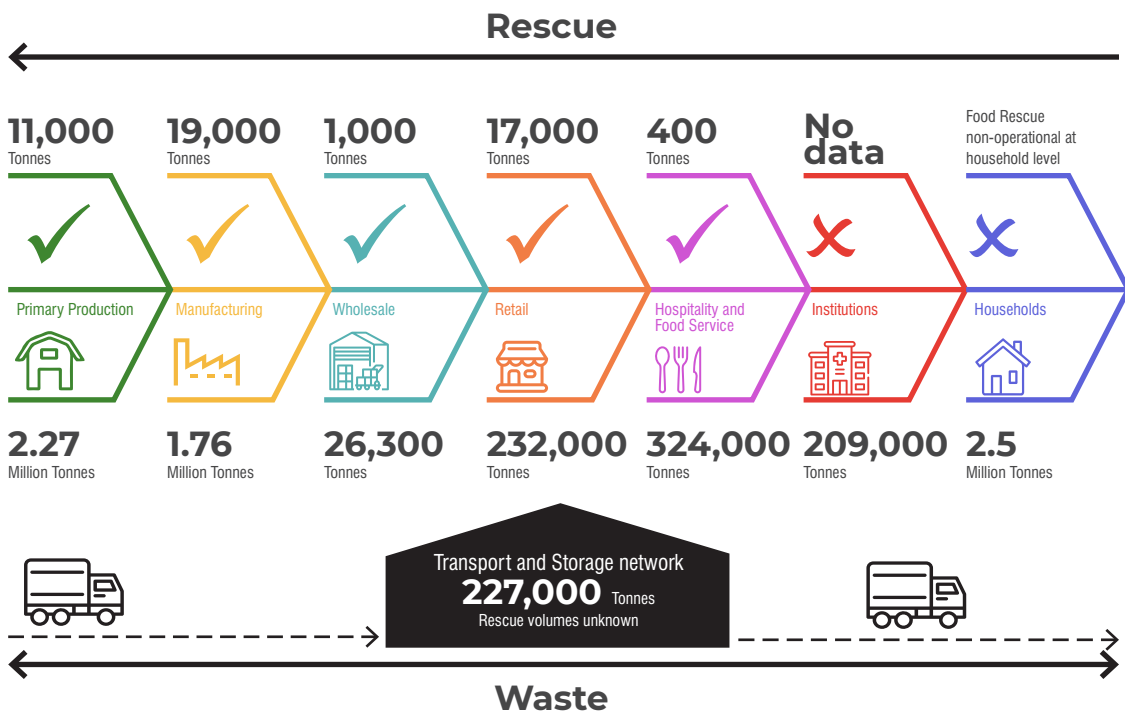 Rescue
11,000
Tonnes
19,000
Tonnes
1,000
Tonnes
17,000
Tonnes
400
Tonnes
No
data
Food Rescue
non-operational at
household level
Primary Production
Manufacturing
Wholesale
Retail
Hospitality and
Food Service
Institutions
Households
2.27
Million Tonnes
1.76
Million Tonnes
26,300
Tonnes
232,000
Tonnes
324,000
Tonnes
209,000
Tonnes
2.5
Million Tonnes
Transport and Storage network
227,000 Tonnes
Rescue volumes unknown
Waste